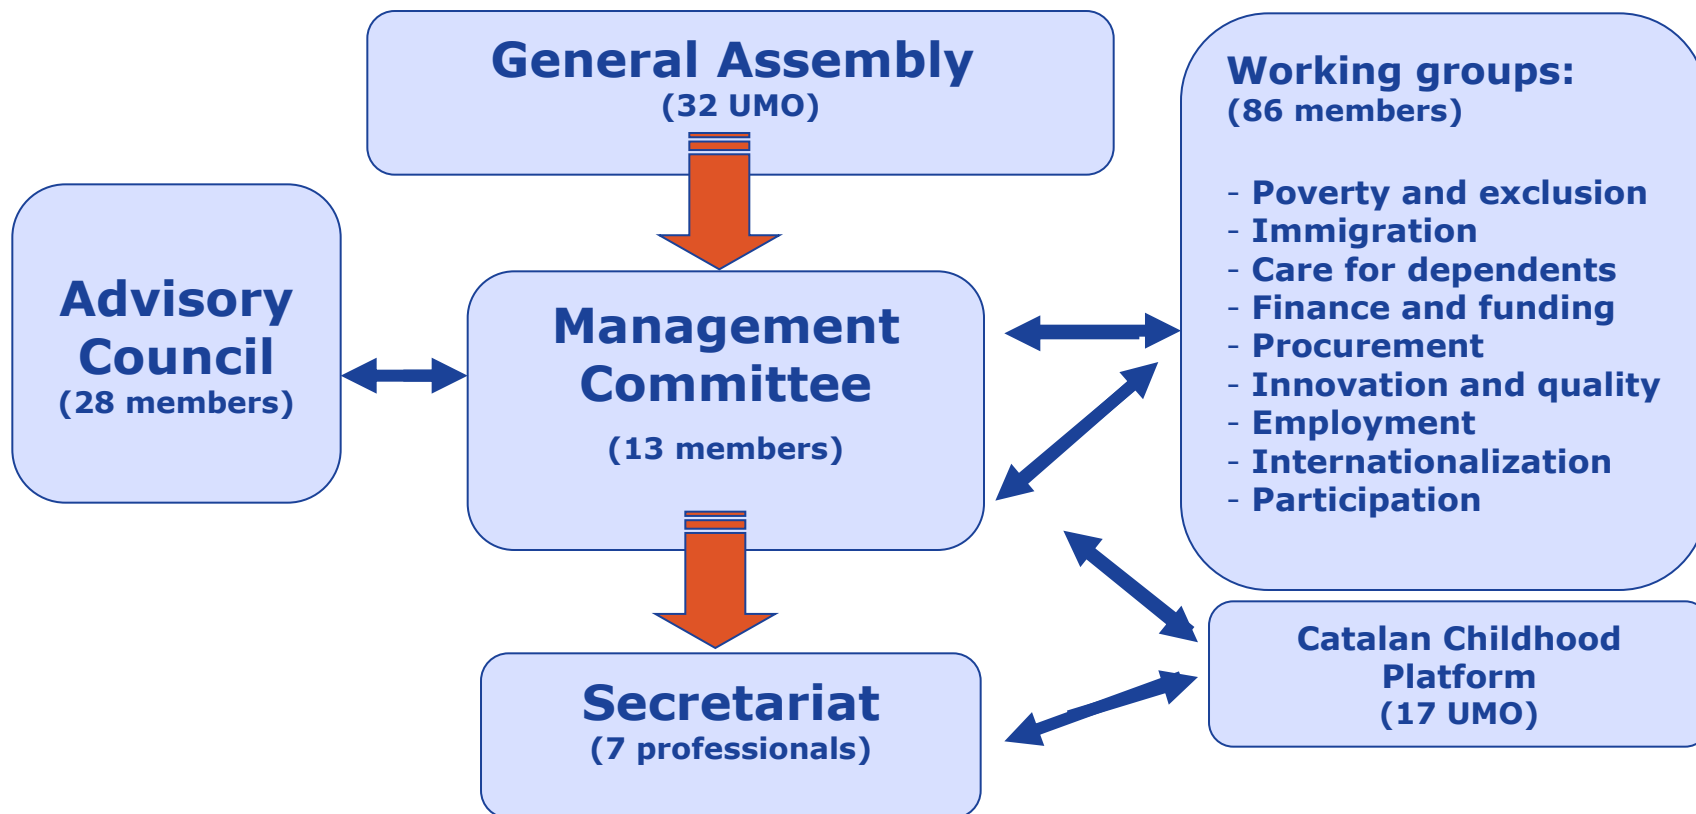 General Assembly
(32 UMO)
Advisory
Council
(28 members)
Management
Committee
(13 members)
Secretariat
(7 professionals)
Working groups:
(86 members)
- Poverty and exclusion
- Immigration
- Care for dependents
- Finance and funding
- Procurement
- Innovation and quality
- Employment
- Internationalization
- Participation
Catalan Childhood
Platform
(17 UMO)